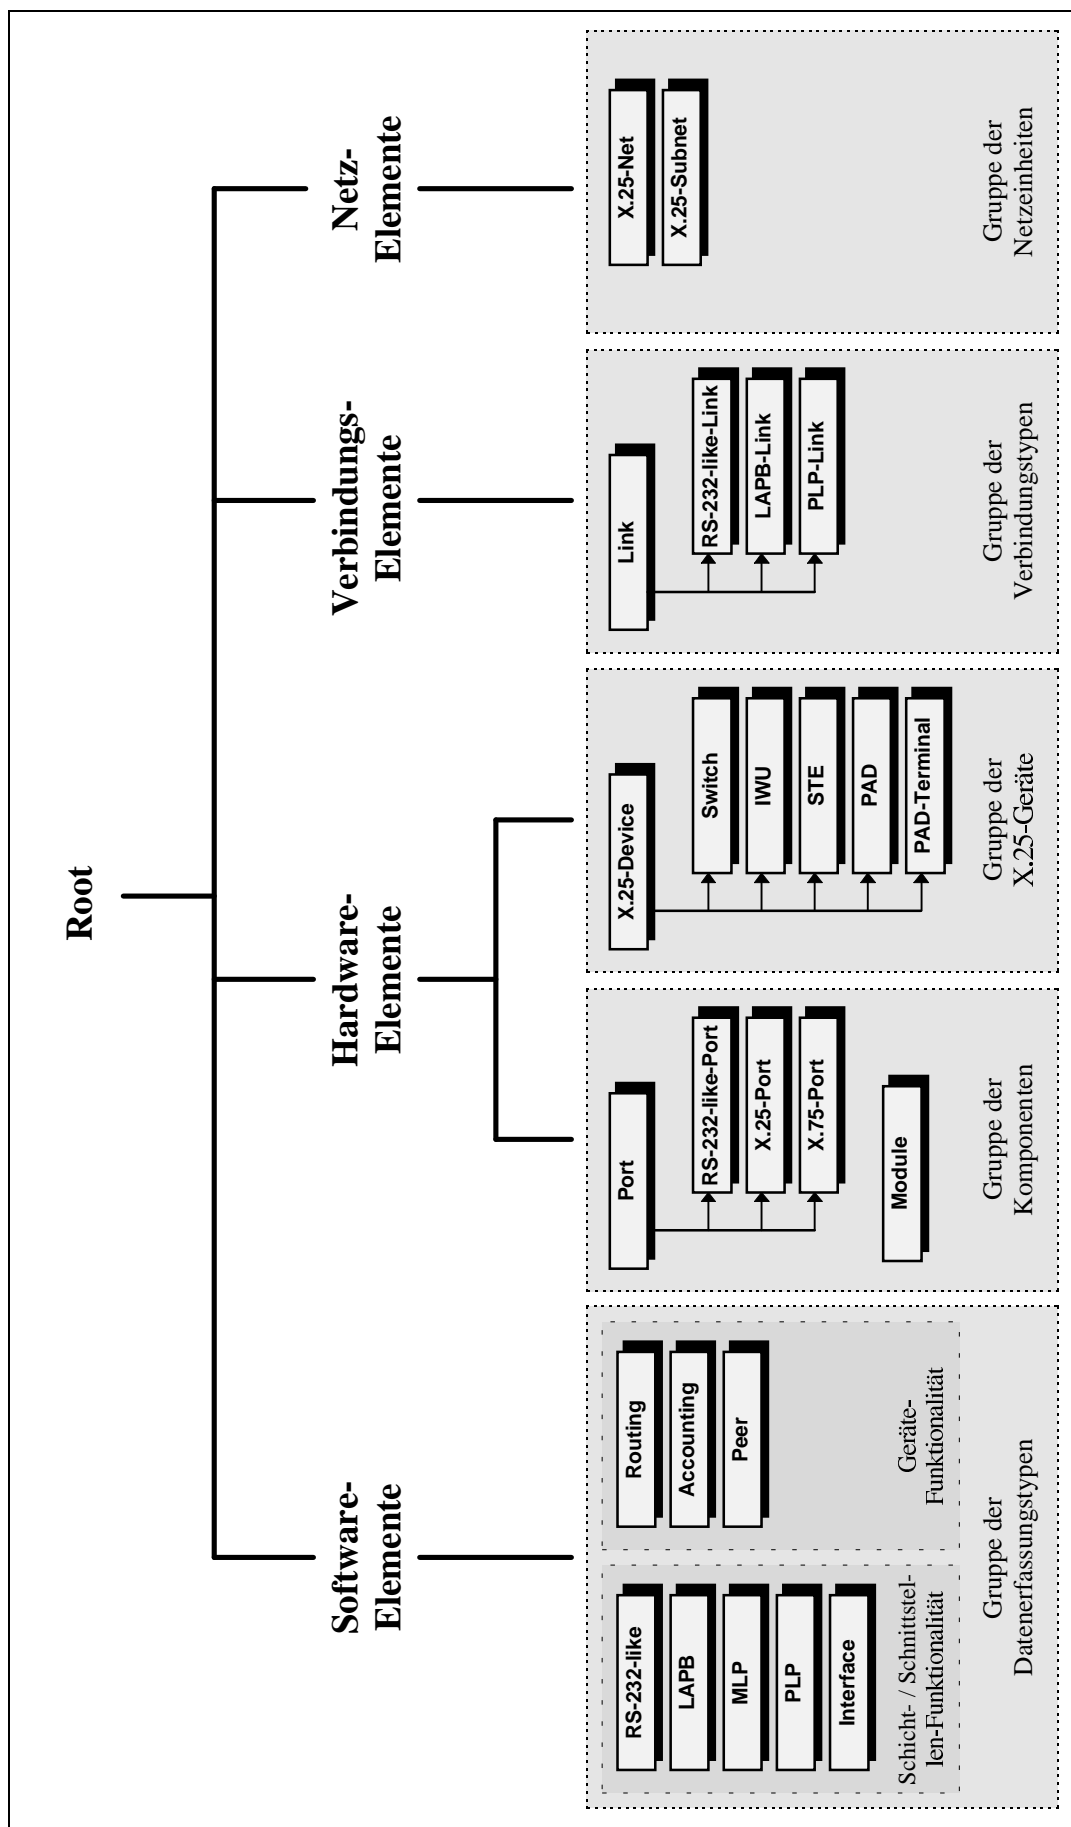 Root
Software-
Elemente
Hardware-
Elemente
Verbindungs-
Elemente
Netz-
Elemente
RS-232-like
LAPB
MLP
PLP
Interface
Schicht- / Schnittstel-
len-Funktionalität
Routing
Accounting
Peer
Geräte-
Funktionalität
Gruppe der
Datenerfassungstypen
Port
RS-232-like-Port
X.25-Port
X.75-Port
Module
Gruppe der
Komponenten
X.25-Device
Switch
IWU
STE
PAD
PAD-Terminal
Gruppe der
X.25-Geräte
Link
RS-232-like-Link
LAPB-Link
PLP-Link
Gruppe der
Verbindungstypen
X.25-Net
X.25-Subnet
Gruppe der
Netzeinheiten